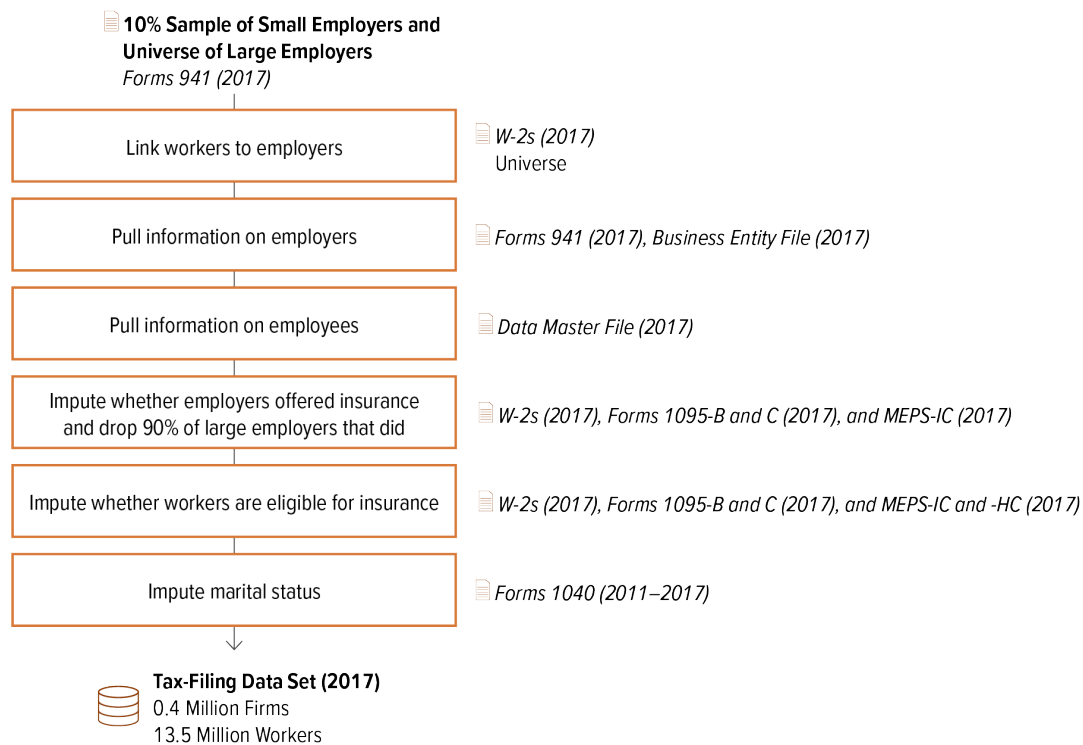 10% Sample of Small Employers and
Universe of Large Employers
Forms 941 (2017)
Link workers to employers
W-2s (2017)
Universe
Pull information on employers
Forms 941 (2017), Business Entity File (2017)
Pull information on employees
Data Master File (2017)
Impute whether employers offered insurance
and drop 90% of large employers that did
W-2s (2017), Forms 1095-B and C (2017), and MEPS-IC (2017)
Impute whether workers are eligible for insurance
W-2s (2017), Forms 1095-B and C (2017), and MEPS-IC and -HC (2017)
Impute marital status
Forms 1040 (2011–2017)
Tax-Filing Data Set (2017)
0.4 Million Firms
13.5 Million Workers